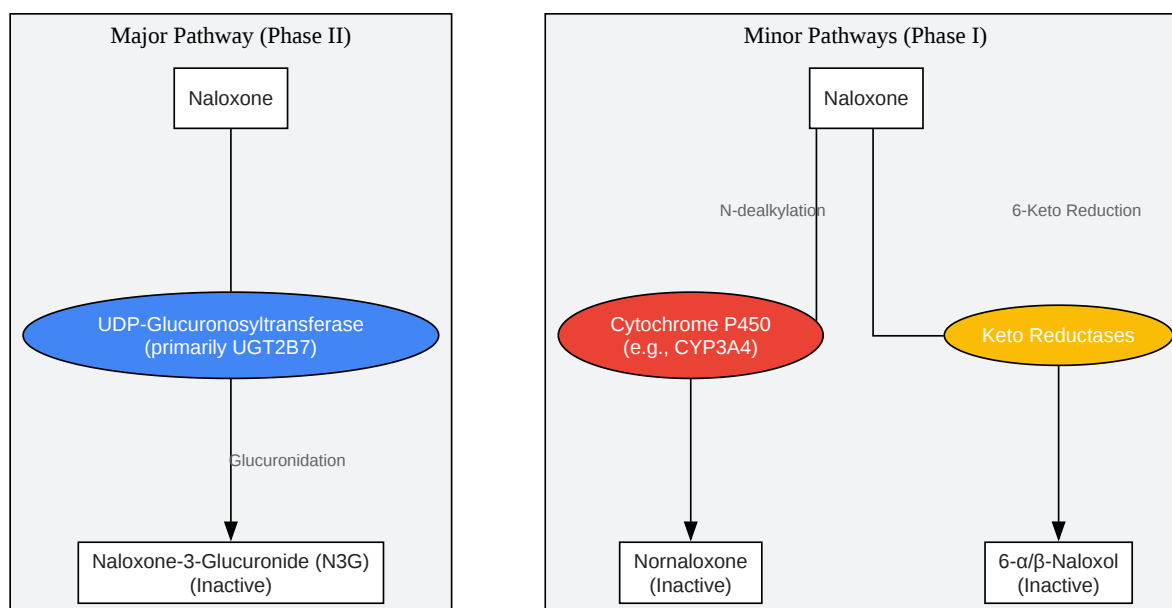 Major Pathway (Phase II)
Naloxone
UDP-Glucuronosyltransferase
(primarily UGT2B7)
Glucuronidation
Naloxone-3-Glucuronide (N3G)
(Inactive)
Minor Pathways (Phase I)
Naloxone
N-dealkylation
6-Keto Reduction
Cytochrome P450
(e.g., CYP3A4)
Keto Reductases
Nornaloxone
(Inactive)
6-α/β-Naloxol
(Inactive)